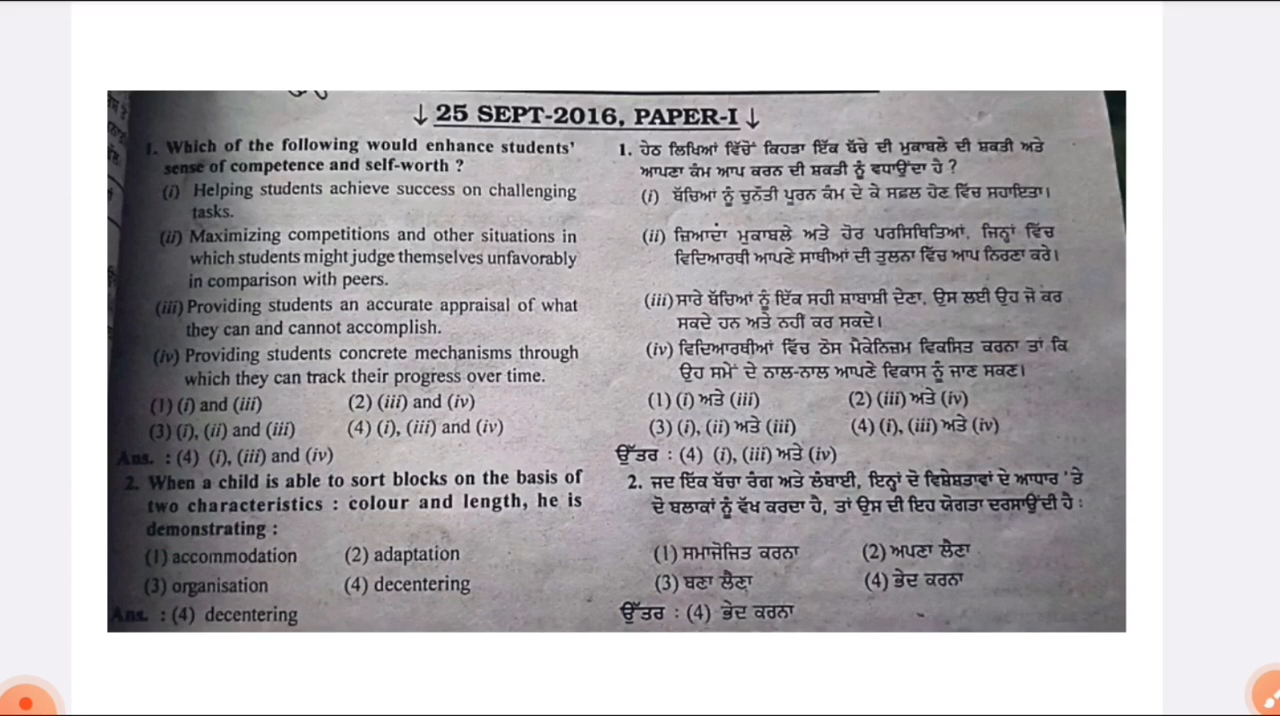 ↓ 25 SEPT-2016, PAPER-I ↓
1. Which of the following would enhance students'
sense of competence and self-worth ?
(i) Helping students achieve success on challenging
tasks.
(ii) Maximizing competitions and other situations in
which students might judge themselves unfavorably
in comparison with peers.
(iii) Providing students an accurate appraisal of what
they can and cannot accomplish.
(iv) Providing students concrete mechanisms through
which they can track their progress over time.
(1) (i) and (iii) (2) (iii) and (iv)
(3) (i), (ii) and (iii) (4) (i), (iii) and (iv)
Ans. : (4) (i), (iii) and (iv)
2. When a child is able to sort blocks on the basis of
two characteristics : colour and length, he is
demonstrating :
(1) accommodation (2) adaptation
(3) organisation (4) decentering
Ans. : (4) decentering
1. ਹੇਠ ਲਿਖਿਆਂ ਵਿੱਚੋਂ ਕਿਹੜਾ ਇੱਕ ਬੱਚੇ ਦੀ ਮੁਕਾਬਲੇ ਦੀ ਸ਼ਕਤੀ ਅਤੇ
ਆਪਣਾ ਕੰਮ ਆਪ ਕਰਨ ਦੀ ਸ਼ਕਤੀ ਨੂੰ ਵਧਾਉਂਦਾ ਹੈ ?
(i) ਬੱਚਿਆਂ ਨੂੰ ਚੁਨੌਤੀ ਪੂਰਨ ਕੰਮ ਦੇ ਕੇ ਸਫ਼ਲ ਹੋਣ ਵਿੱਚ ਸਹਾਇਤਾ।
(ii) ਜ਼ਿਆਦਾ ਮੁਕਾਬਲੇ ਅਤੇ ਹੋਰ ਪਰਸਿਥਿਤਿਆਂ, ਜਿਨ੍ਹਾਂ ਵਿੱਚ
ਵਿਦਿਆਰਥੀ ਆਪਣੇ ਸਾਥੀਆਂ ਦੀ ਤੁਲਨਾ ਵਿੱਚ ਆਪ ਨਿਰਣਾ ਕਰੇ।
(iii) ਸਾਰੇ ਬੱਚਿਆਂ ਨੂੰ ਇੱਕ ਸਹੀ ਸ਼ਾਬਾਸ਼ੀ ਦੇਣਾ, ਉਸ ਲਈ ਉਹ ਜੋ ਕਰ
ਸਕਦੇ ਹਨ ਅਤੇ ਨਹੀਂ ਕਰ ਸਕਦੇ।
(iv) ਵਿਦਿਆਰਥੀਆਂ ਵਿੱਚ ਠੋਸ ਮੈਕੇਨਿਜ਼ਮ ਵਿਕਸਿਤ ਕਰਨਾ ਤਾਂ ਕਿ
ਉਹ ਸਮੇਂ ਦੇ ਨਾਲ-ਨਾਲ ਆਪਣੇ ਵਿਕਾਸ ਨੂੰ ਜਾਣ ਸਕਣ।
(1) (i) ਅਤੇ (iii) (2) (iii) ਅਤੇ (iv)
(3) (i), (ii) ਅਤੇ (iii) (4) (i), (iii) ਅਤੇ (iv)
ਉੱਤਰ : (4) (i), (iii) ਅਤੇ (iv)
2. ਜਦ ਇੱਕ ਬੱਚਾ ਰੰਗ ਅਤੇ ਲੰਬਾਈ, ਇਨ੍ਹਾਂ ਦੋ ਵਿਸ਼ੇਸ਼ਤਾਵਾਂ ਦੇ ਆਧਾਰ 'ਤੇ
ਦੋ ਬਲਾਕਾਂ ਨੂੰ ਵੱਖ ਕਰਦਾ ਹੈ, ਤਾਂ ਉਸ ਦੀ ਇਹ ਯੋਗਤਾ ਦਰਸਾਉਂਦੀ ਹੈ :
(1) ਸਮਾਜੋਜਿਤ ਕਰਨਾ (2) ਅਪਣਾ ਲੈਣਾ
(3) ਬਣਾ ਲੈਣਾ (4) ਭੇਦ ਕਰਨਾ
ਉੱਤਰ : (4) ਭੇਦ ਕਰਨਾ